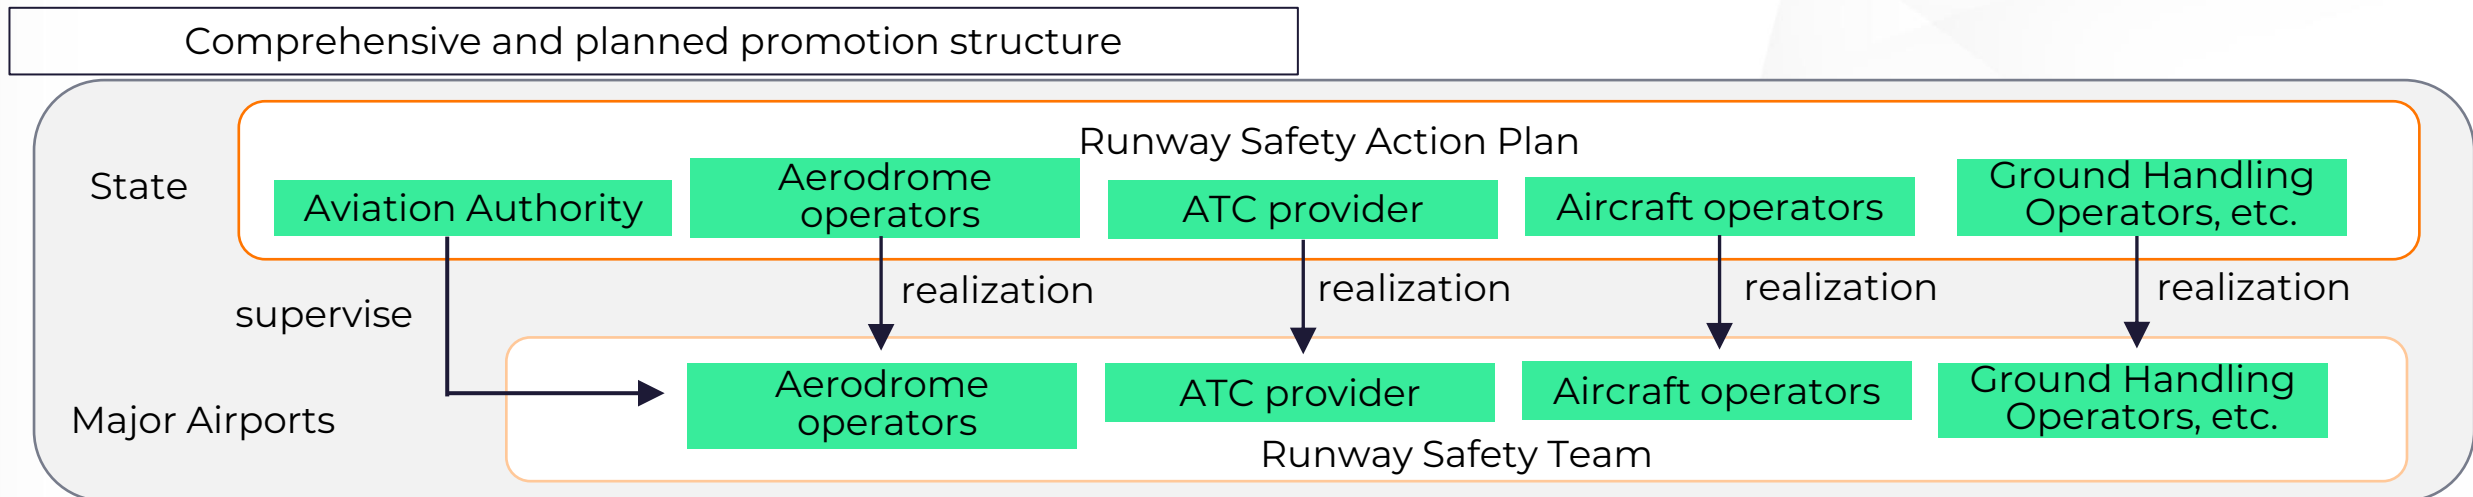 Comprehensive and planned promotion structure
Runway Safety Action Plan
State
Aviation Authority
Aerodrome
operators
ATC provider
Aircraft operators
Ground Handling
Operators, etc.
supervise
realization
realization
realization
realization
Major Airports
Aerodrome
operators
ATC provider
Aircraft operators
Ground Handling
Operators, etc.
Runway Safety Team